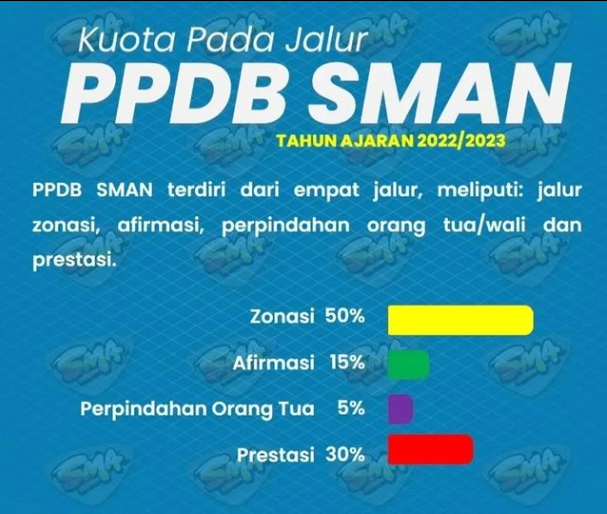 Kuota Pada Jalur
PPDB SMAN
TAHUN AJARAN 2022/2023
PPDB SMAN terdiri dari empat jalur, meliputi: jalur
zonasi, afirmasi, perpindahan orang tua/wali dan
prestasi.
Zonasi 50%
Afirmasi 15%
Perpindahan Orang Tua 5%
Prestasi 30%